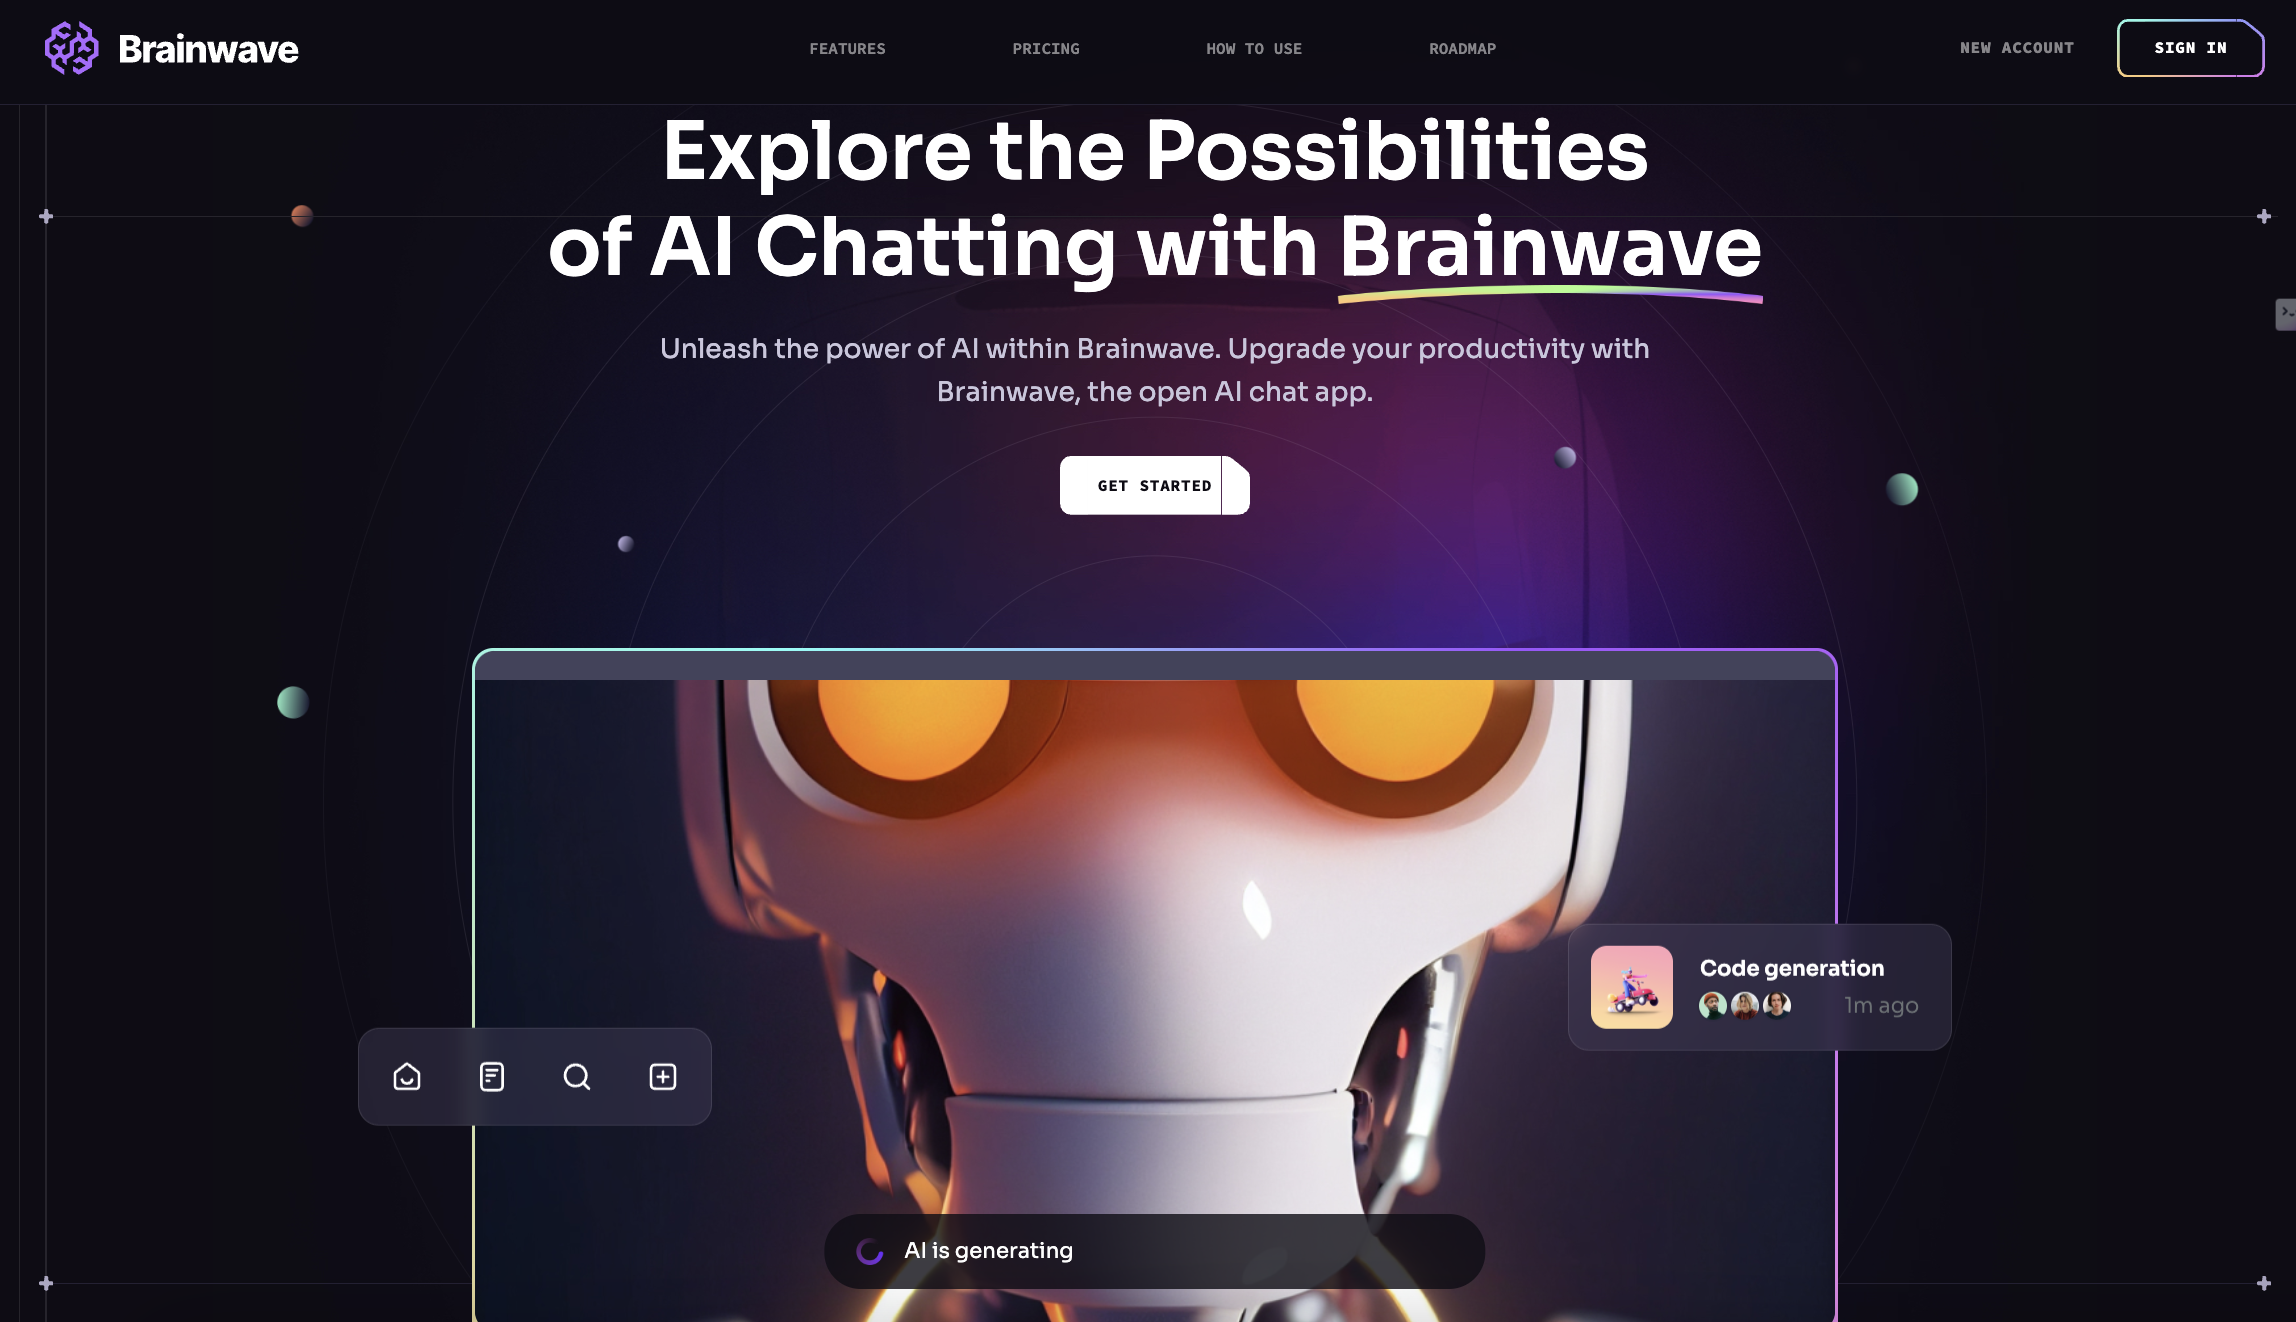 Brainwave
FEATURES
PRICING
HOW TO USE
ROADMAP
NEW ACCOUNT
SIGN IN
Explore the Possibilities
of AI Chatting with Brainwave
Unleash the power of AI within Brainwave. Upgrade your productivity with
Brainwave, the open AI chat app.
GET STARTED
Code generation
1m ago
AI is generating